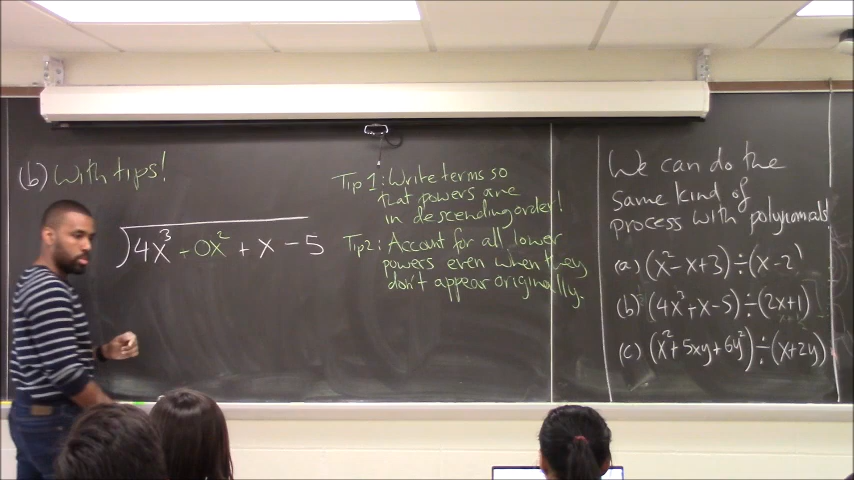 (b) With tips!
4x³ + 0x² + x - 5
Tip 1: Write terms so
that powers are
in descending order!
Tip2: Account for all lower
powers even when they
don't appear originally.
We can do the
same kind of
process with polynomials!
(a) (x²-x+3)÷(x-2)
(b) (4x³+x-5)÷(2x+1)
(c) (x²+5xy+6y²)÷(x+2y)